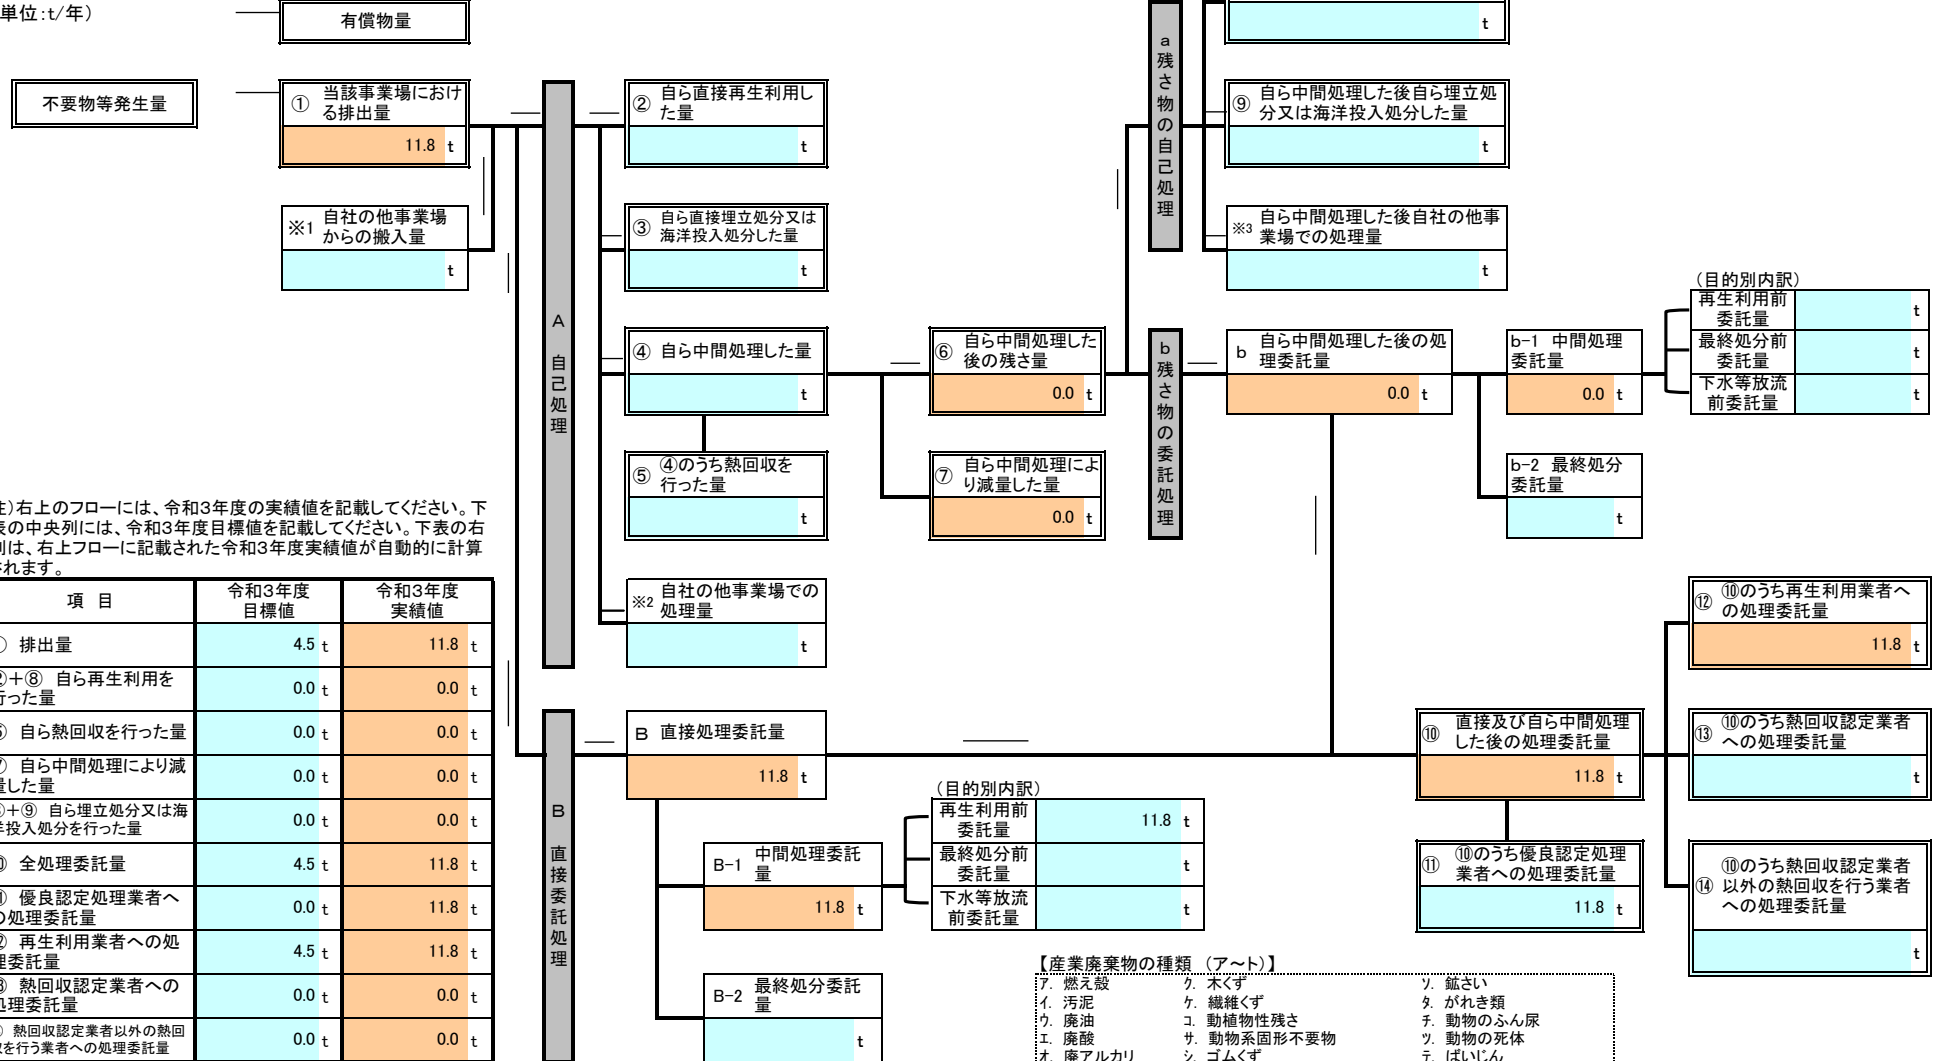 単位:t/年)
有償物量
不要物等発生量
① 当該事業場におけ
る排出量
11.8 t
※1 自社の他事業場
からの搬入量
t
A 自己処理
② 自ら直接再生利用し
た量
t
③ 自ら直接埋立処分又は
海洋投入処分した量
t
④ 自ら中間処理した量
t
⑤ ④のうち熱回収を
行った量
t
※2 自社の他事業場での
処理量
t
⑥ 自ら中間処理した
後の残さ量
0.0 t
⑦ 自ら中間処理によ
り減量した量
0.0 t
a 残さ物の自己処理
t
⑨ 自ら中間処理した後自ら埋立処
分又は海洋投入処分した量
t
※3 自ら中間処理した後自社の他事
業場での処理量
t
b 残さ物の委託処理
b 自ら中間処理した後の処
理委託量
0.0 t
b-1 中間処理
委託量
0.0 t
(目的別内訳)
再生利用前
委託量
t
最終処分前
委託量
t
下水等放流
前委託量
t
b-2 最終処分
委託量
t
)右上のフローには、令和3年度の実績値を記載してください。下
の中央列には、令和3年度目標値を記載してください。下表の右
は、右上フローに記載された令和3年度実績値が自動的に計算
れます。
項 目 令和3年度
目標値 令和3年度
実績値
排出量 4.5 t 11.8 t
+⑧ 自ら再生利用を
った量 0.0 t 0.0 t
自ら熱回収を行った量 0.0 t 0.0 t
自ら中間処理により減
した量 0.0 t 0.0 t
+⑨ 自ら埋立処分又は海
投入処分を行った量 0.0 t 0.0 t
全処理委託量 4.5 t 11.8 t
優良認定処理業者へ
の処理委託量 0.0 t 11.8 t
再生利用業者への処
理委託量 4.5 t 11.8 t
熱回収認定業者への
処理委託量 0.0 t 0.0 t
熱回収認定業者以外の熱回
収を行う業者への処理委託量 0.0 t 0.0 t
B 直接委託処理
B 直接処理委託量
11.8 t
B-1 中間処理委託
量
11.8 t
(目的別内訳)
再生利用前
委託量
11.8 t
最終処分前
委託量
t
下水等放流
前委託量
t
B-2 最終処分委託
量
t
⑩ 直接及び自ら中間処理
した後の処理委託量
11.8 t
⑪ ⑩のうち優良認定処理
業者への処理委託量
11.8 t
⑫ ⑩のうち再生利用業者へ
の処理委託量
11.8 t
⑬ ⑩のうち熱回収認定業者
への処理委託量
t
⑭ ⑩のうち熱回収認定業者
以外の熱回収を行う業者
への処理委託量
t
【産業廃棄物の種類 (ア~ト)】
ア. 燃え殻 ク. 木くず ソ. 鉱さい
イ. 汚泥 ケ. 繊維くず タ. がれき類
ウ. 廃油 コ. 動植物性残さ チ. 動物のふん尿
エ. 廃酸 サ. 動物系固形不要物 ツ. 動物の死体
オ. 廃アルカリ シ. ゴムくず テ. ばいじん